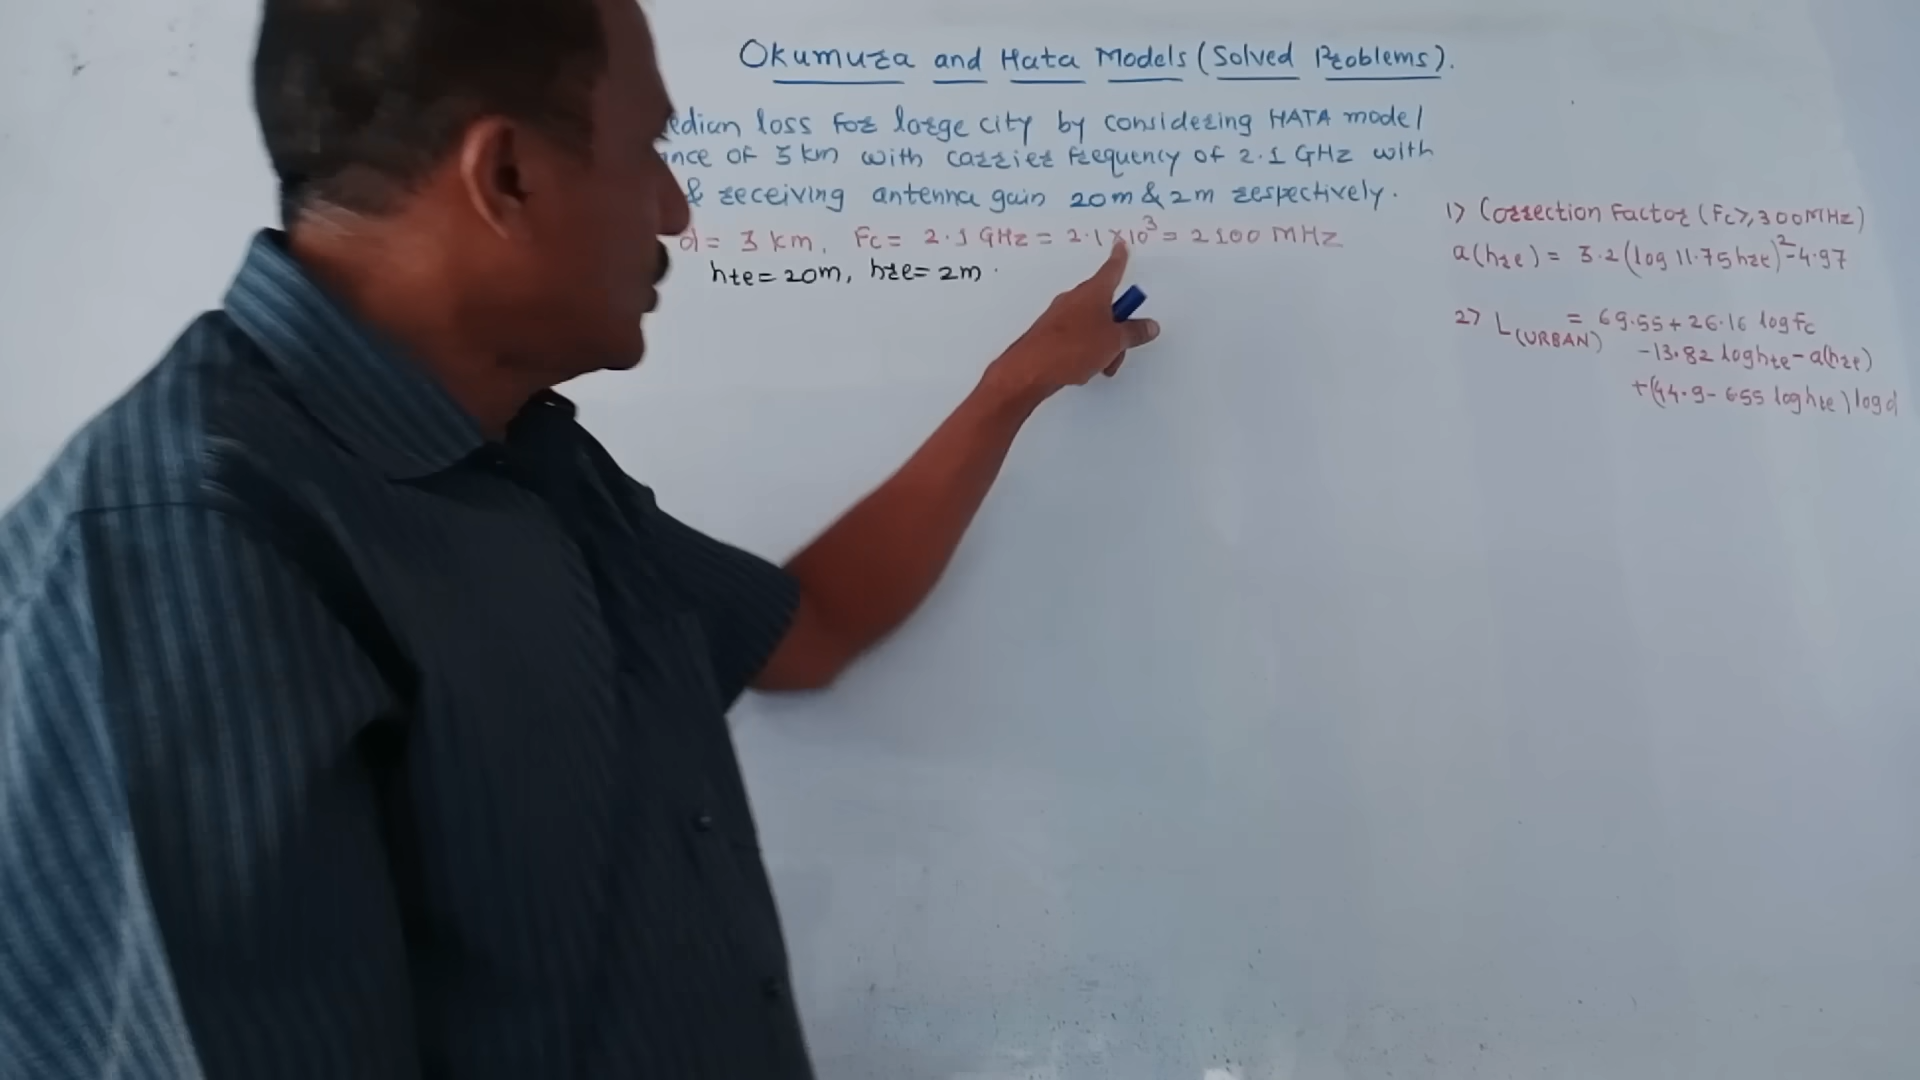 Okumura and Hata Models (Solved Problems).
edian loss for large city by considering HATA model
ance of 3 km with carrier frequency of 2.1 GHz with
& receiving antenna gain 20m & 2m respectively.
d = 3 km, Fc = 2.1 GHz = 2.1×10³ = 2100 MHz
hte = 20m, hre = 2m .
1) Correction Factor (Fc ≥ 300MHz)
a(hre) = 3.2 (log 11.75 hre)² - 4.97
2) L(URBAN) = 69.55 + 26.16 log fc
-13.82 log hte - a(hre)
+(44.9 - 655 log hte) log d